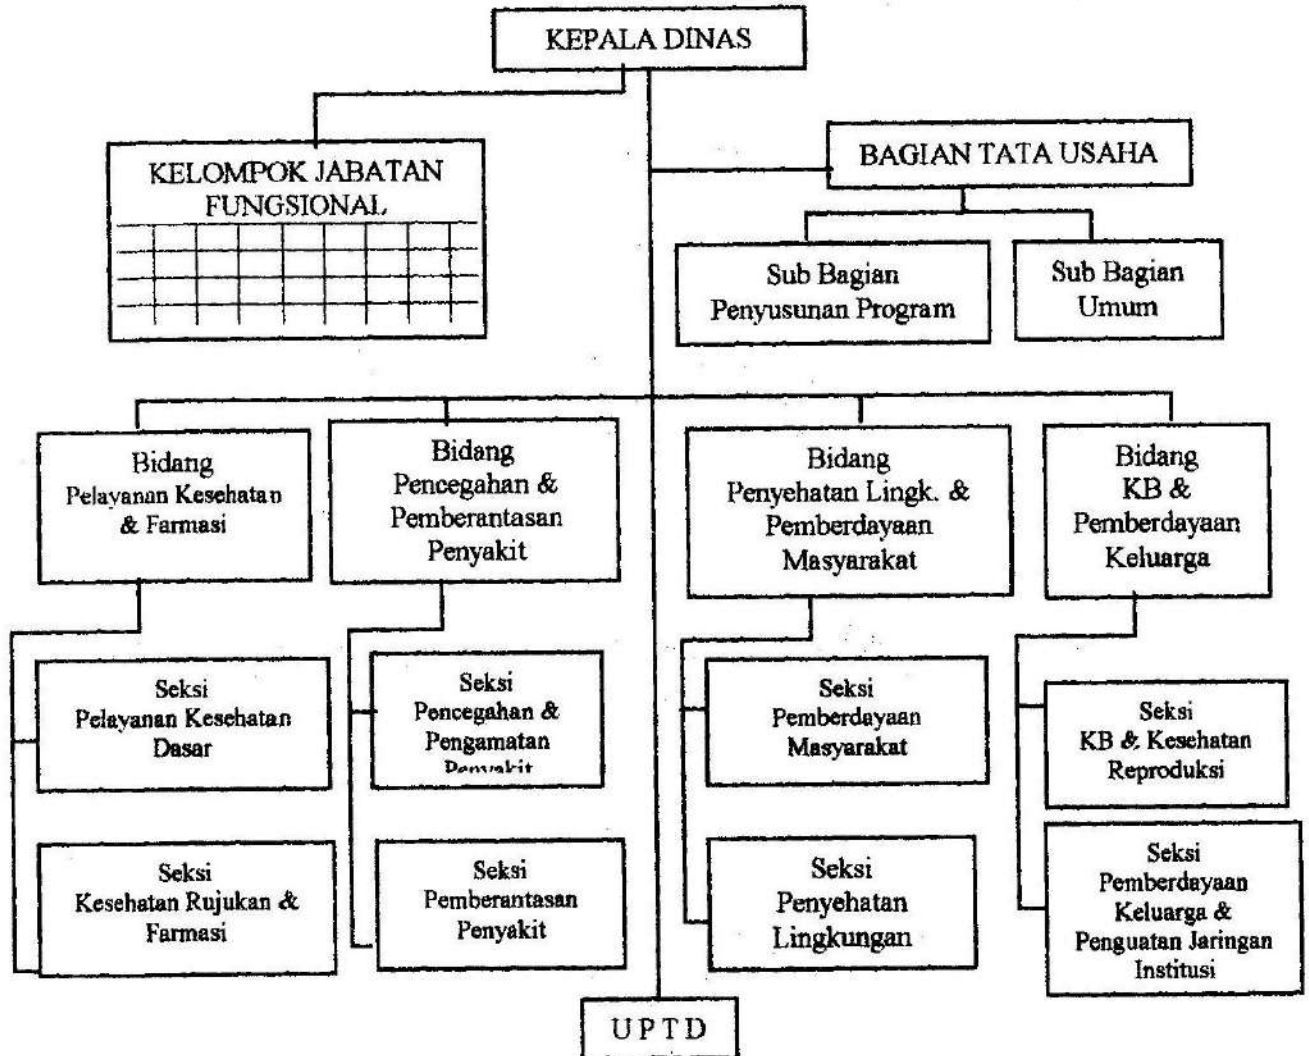 KEPALA DINAS
KELOMPOK JABATAN
FUNGSIONAL
BAGIAN TATA USAHA
Sub Bagian
Penyusunan Program
Sub Bagian
Umum
Bidang
Pelayanan Kesehatan
& Farmasi
Bidang
Pencegahan &
Pemberantasan
Penyakit
Bidang
Penyehatan Lingk. &
Pemberdayaan
Masyarakat
Bidang
KB &
Pemberdayaan
Keluarga
Seksi
Pelayanan Kesehatan
Dasar
Seksi
Pencegahan &
Pengamatan
Penyakit
Seksi
Pemberdayaan
Masyarakat
Seksi
KB & Kesehatan
Reproduksi
Seksi
Kesehatan Rujukan &
Farmasi
Seksi
Pemberantasan
Penyakit
Seksi
Penyehatan
Lingkungan
Seksi
Pemberdayaan
Keluarga &
Penguatan Jaringan
Institusi
UPTD